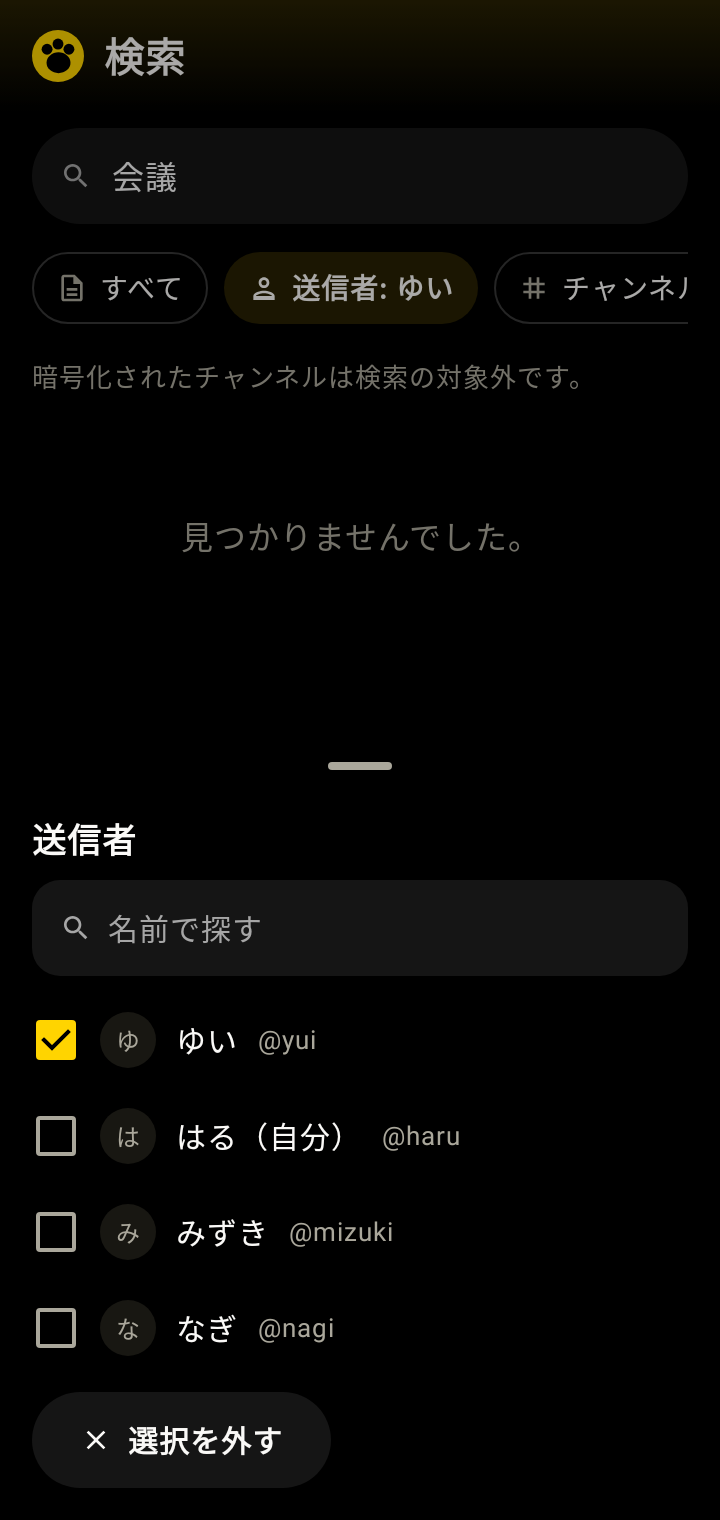 検索
会議
すべて 送信者: ゆい チャンネル
暗号化されたチャンネルは検索の対象外です。
見つかりませんでした。
送信者
名前で探す
ゆ ゆい @yui
は はる（自分） @haru
み みずき @mizuki
な なぎ @nagi
選択を外す